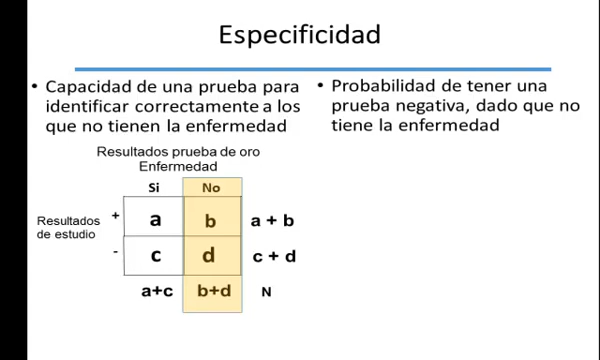 Especificidad
• Capacidad de una prueba para
identificar correctamente a los
que no tienen la enfermedad
• Probabilidad de tener una
prueba negativa, dado que no
tiene la enfermedad
Resultados prueba de oro
Enfermedad
Si No
Resultados
de estudio
+ a b a + b
- c d c + d
a+c b+d N